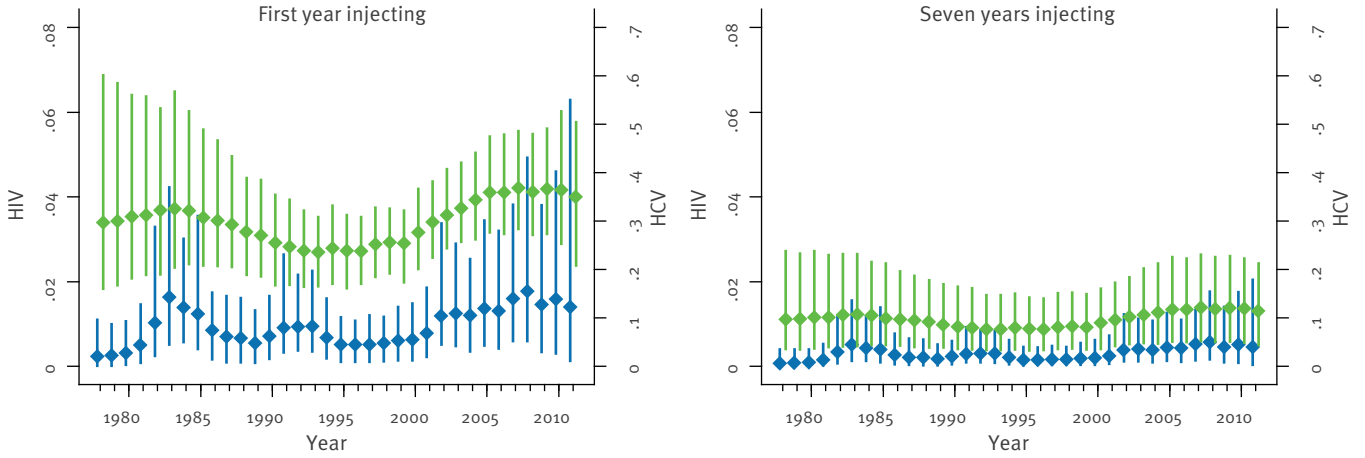 First year injecting
.08
.06
.04
.02
0
HIV
.7
.6
.5
.4
.3
.2
.1
0
HCV
1980 1985 1990 1995 2000 2005 2010
Year
Seven years injecting
.08
.06
.04
.02
0
HIV
.7
.6
.5
.4
.3
.2
.1
0
HCV
1980 1985 1990 1995 2000 2005 2010
Year